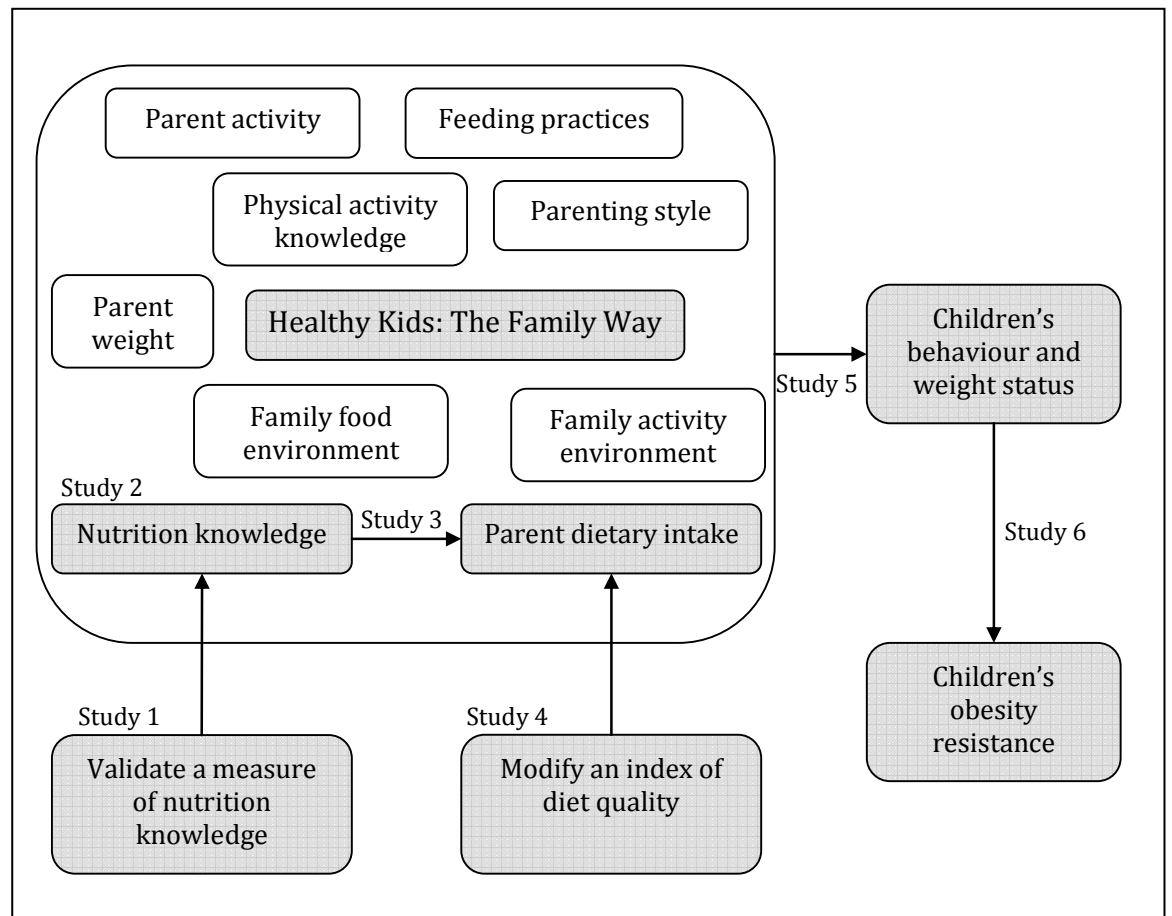 Parent activity
Feeding practices
Physical activity
knowledge
Parenting style
Parent
weight
Healthy Kids: The Family Way
Children’s
behaviour and
weight status
Study 5
Family food
environment
Family activity
environment
Study 2
Nutrition knowledge
Study 3
Parent dietary intake
Study 6
Study 1
Validate a measure
of nutrition
knowledge
Study 4
Modify an index of
diet quality
Children’s
obesity
resistance